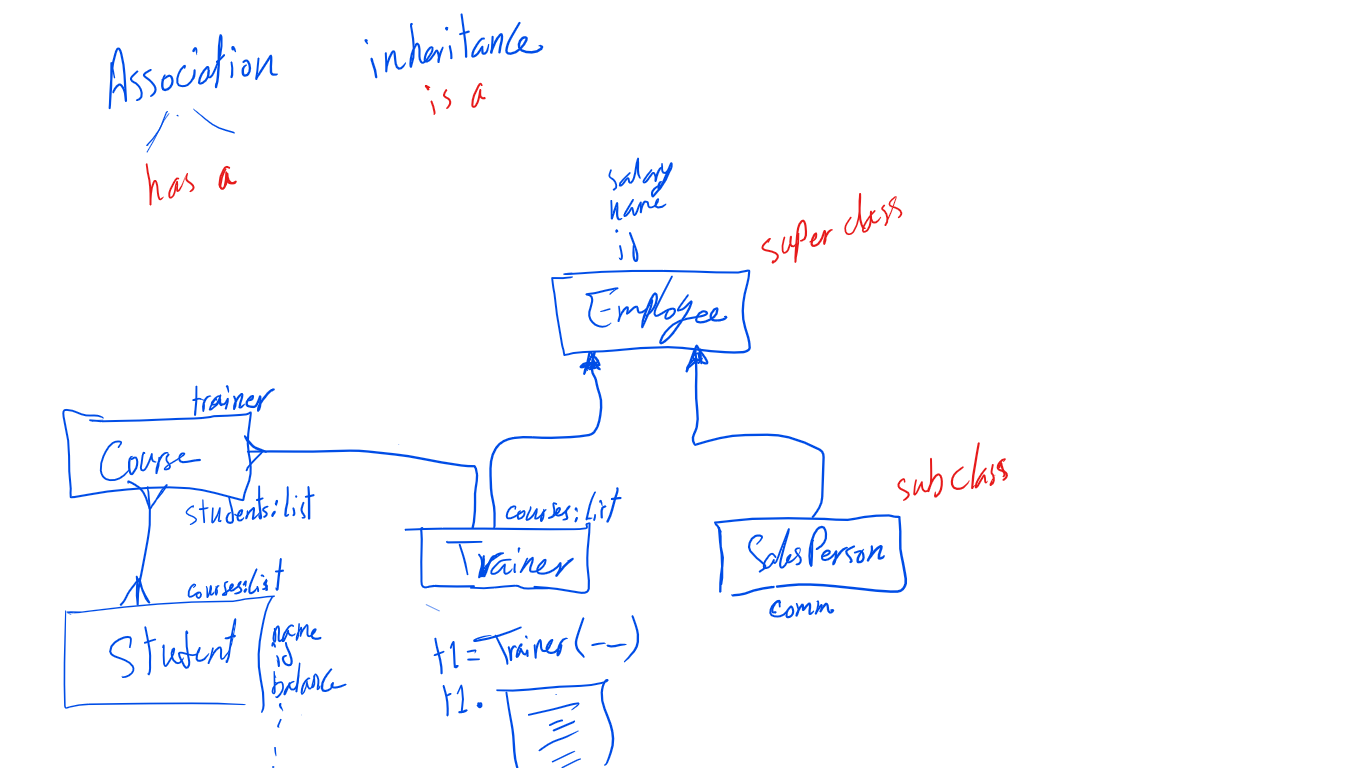 Association
inheritance
is a
has a
salary
name
id
super class
Employee
trainer
Course
students:list
courses:list
Student
name
id
balance
courses:list
Trainer
subclass
SalesPerson
comm
t1 = Trainer(---)
t1.